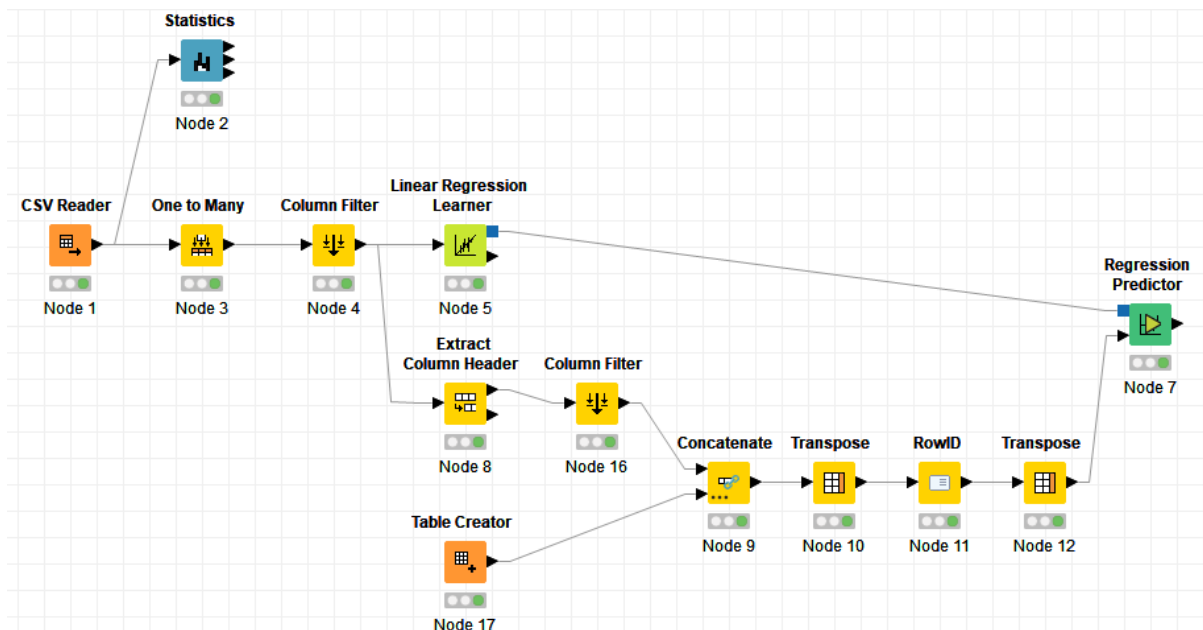 Statistics
Node 2
CSV Reader
Node 1
One to Many
Node 3
Column Filter
Node 4
Linear Regression
Learner
Node 5
Regression
Predictor
Node 7
Extract
Column Header
Node 8
Column Filter
Node 16
Concatenate
Node 9
Transpose
Node 10
RowID
Node 11
Transpose
Node 12
Table Creator
Node 17